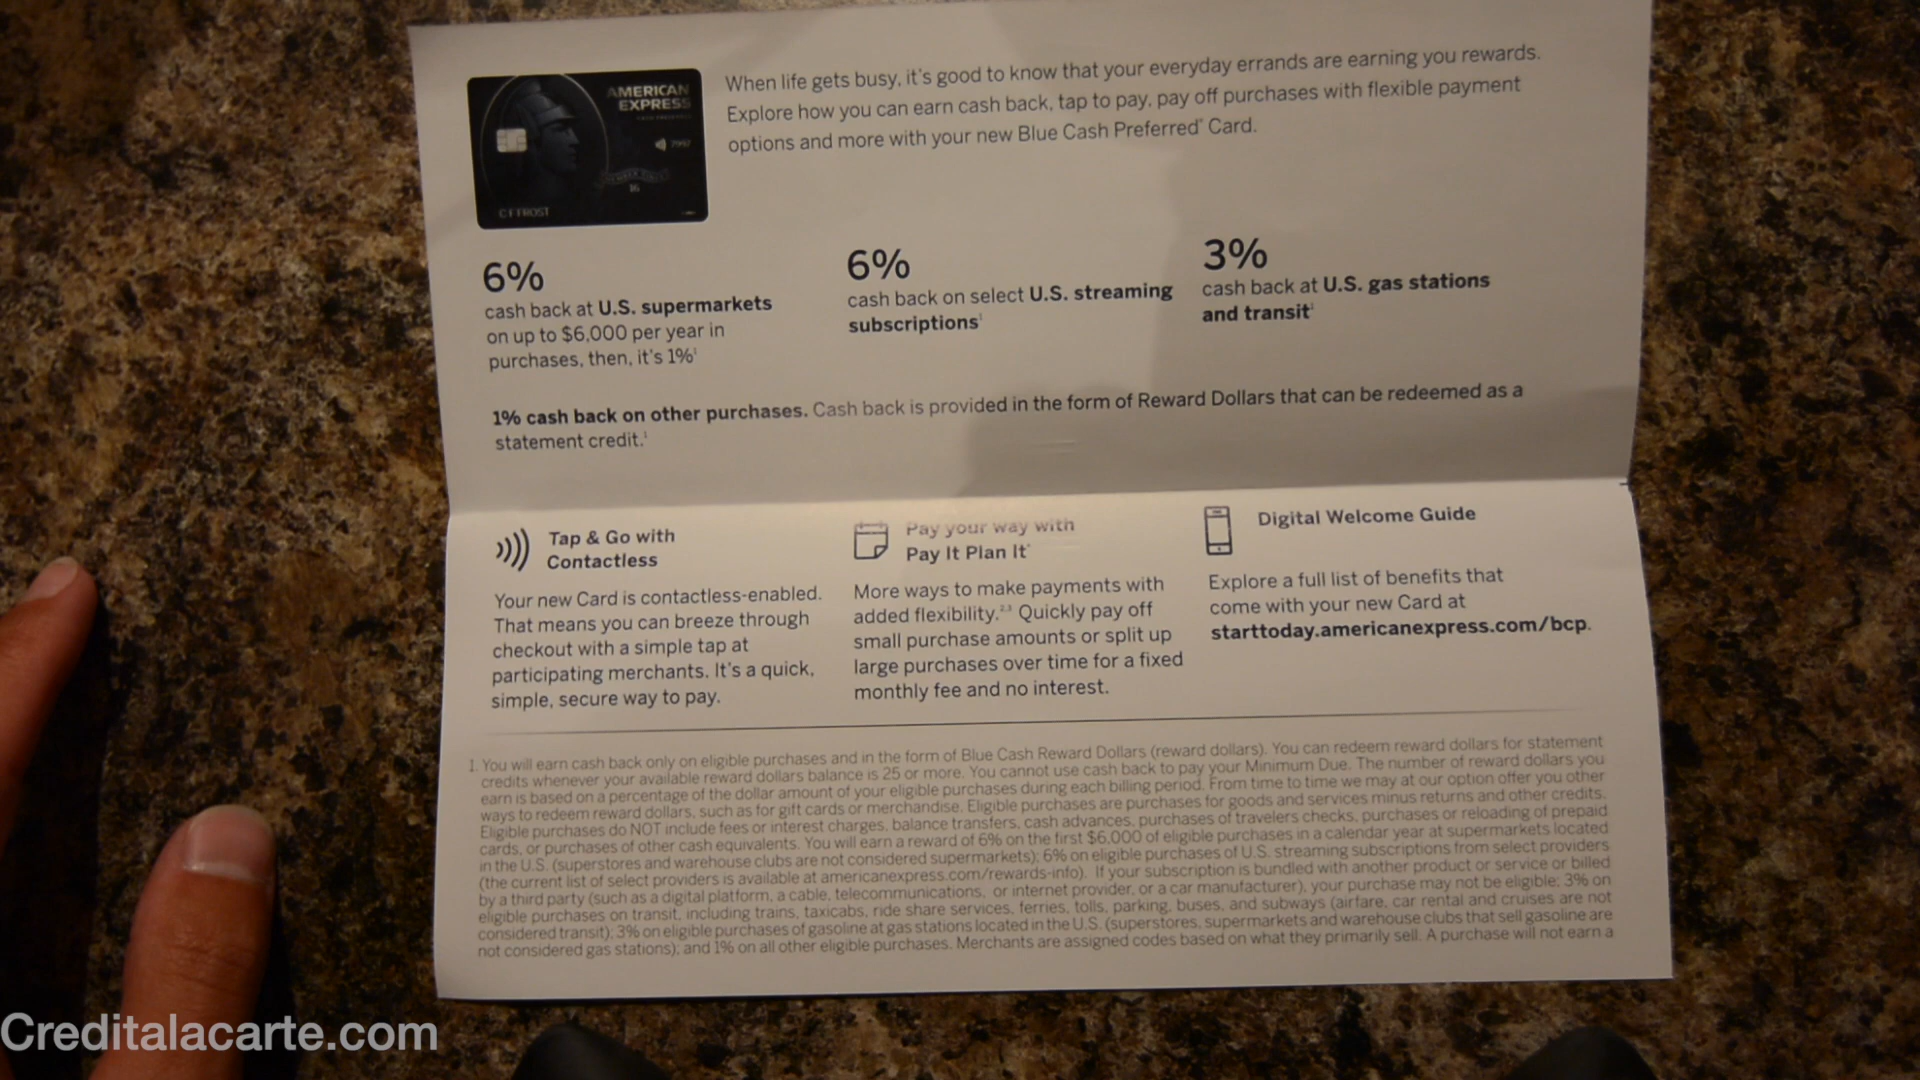 AMERICAN
EXPRESS
7997
16
C F FROST
When life gets busy, it's good to know that your everyday errands are earning you rewards.
Explore how you can earn cash back, tap to pay, pay off purchases with flexible payment
options and more with your new Blue Cash Preferred® Card.
6%
cash back at U.S. supermarkets
on up to $6,000 per year in
purchases, then, it's 1%¹
6%
cash back on select U.S. streaming
subscriptions¹
3%
cash back at U.S. gas stations
and transit¹
1% cash back on other purchases. Cash back is provided in the form of Reward Dollars that can be redeemed as a
statement credit.¹
Tap & Go with
Contactless
Your new Card is contactless-enabled.
That means you can breeze through
checkout with a simple tap at
participating merchants. It's a quick,
simple, secure way to pay.
Pay your way with
Pay It Plan It®
More ways to make payments with
added flexibility.²,³ Quickly pay off
small purchase amounts or split up
large purchases over time for a fixed
monthly fee and no interest.
Digital Welcome Guide
Explore a full list of benefits that
come with your new Card at
starttoday.americanexpress.com/bcp.
1. You will earn cash back only on eligible purchases and in the form of Blue Cash Reward Dollars (reward dollars). You can redeem reward dollars for statement
credits whenever your available reward dollars balance is 25 or more. You cannot use cash back to pay your Minimum Due. The number of reward dollars you
earn is based on a percentage of the dollar amount of your eligible purchases during each billing period. From time to time we may at our option offer you other
ways to redeem reward dollars, such as for gift cards or merchandise. Eligible purchases are purchases for goods and services minus returns and other credits.
Eligible purchases do NOT include fees or interest charges, balance transfers, cash advances, purchases of travelers checks, purchases or reloading of prepaid
cards, or purchases of other cash equivalents. You will earn a reward of 6% on the first $6,000 of eligible purchases in a calendar year at supermarkets located
in the U.S. (superstores and warehouse clubs are not considered supermarkets); 6% on eligible purchases of U.S. streaming subscriptions from select providers
(the current list of select providers is available at americanexpress.com/rewards-info). If your subscription is bundled with another product or service or billed
by a third party (such as a digital platform, a cable, telecommunications, or internet provider, or a car manufacturer), your purchase may not be eligible; 3% on
eligible purchases on transit, including trains, taxicabs, ride share services, ferries, tolls, parking, buses, and subways (airfare, car rental and cruises are not
considered transit); 3% on eligible purchases of gasoline at gas stations located in the U.S. (superstores, supermarkets and warehouse clubs that sell gasoline are
not considered gas stations); and 1% on all other eligible purchases. Merchants are assigned codes based on what they primarily sell. A purchase will not earn a
Creditalacarte.com